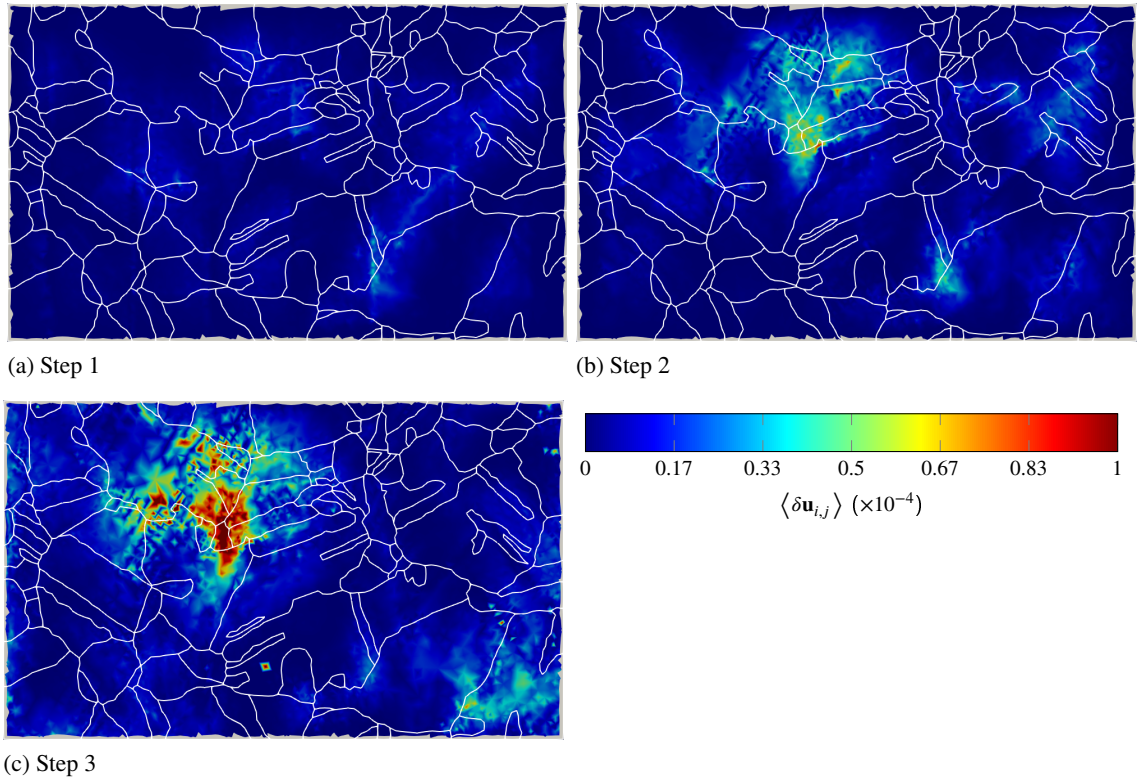 (a) Step 1
(b) Step 2
0 0.17 0.33 0.5 0.67 0.83 1
⟨δu_{i,j}⟩ (×10^{−4})
(c) Step 3